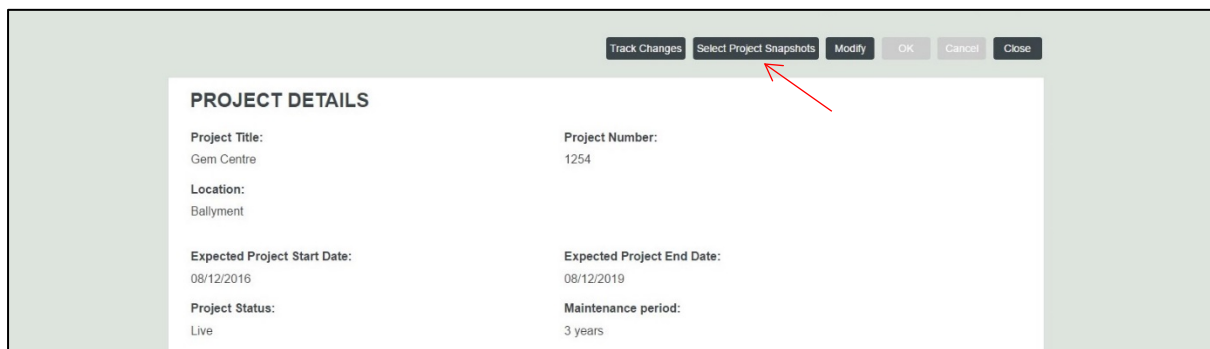 Track Changes Select Project Snapshots Modify OK Cancel Close
PROJECT DETAILS
Project Title: Project Number:
Gem Centre 1254
Location:
Ballyment
Expected Project Start Date: Expected Project End Date:
08/12/2016 08/12/2019
Project Status: Maintenance period:
Live 3 years